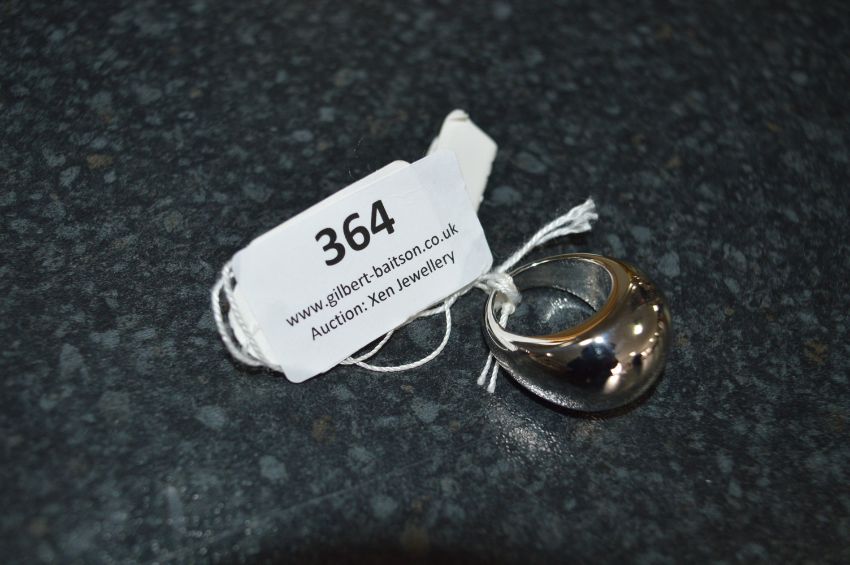 364
www.gilbert-baitson.co.uk
Auction: Xen Jewellery